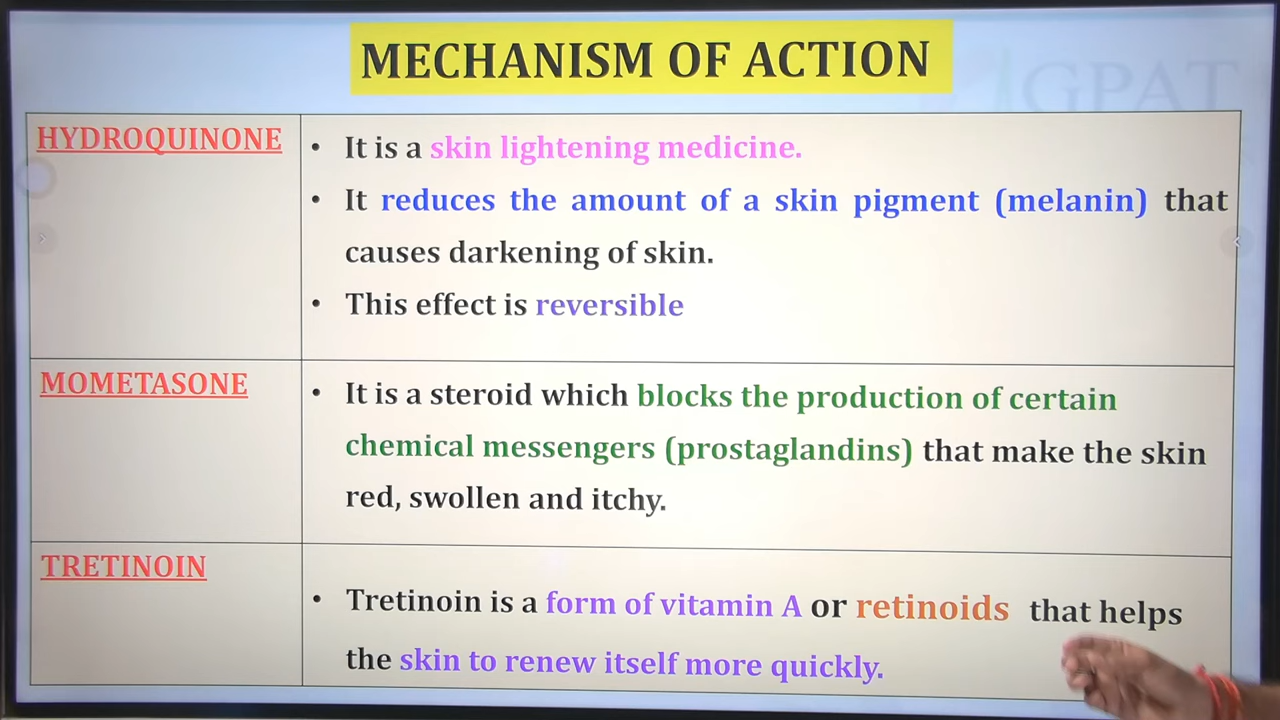 MECHANISM OF ACTION
GPAT
HYDROQUINONE
• It is a skin lightening medicine.
• It reduces the amount of a skin pigment (melanin) that
causes darkening of skin.
• This effect is reversible
MOMETASONE
• It is a steroid which blocks the production of certain
chemical messengers (prostaglandins) that make the skin
red, swollen and itchy.
TRETINOIN
• Tretinoin is a form of vitamin A or retinoids that helps
the skin to renew itself more quickly.